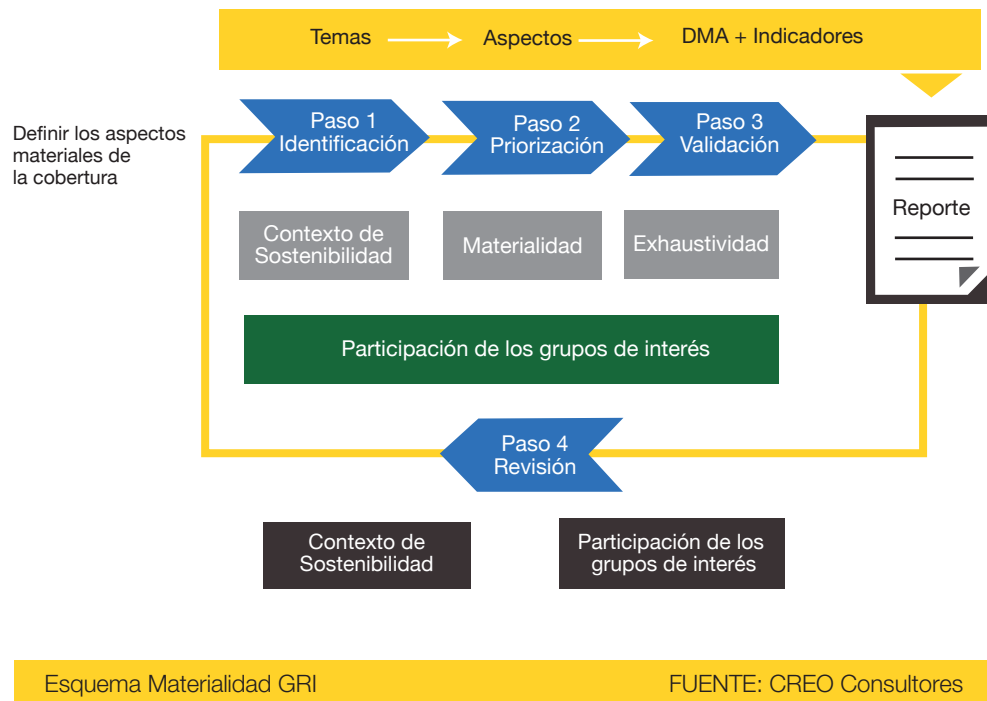 Temas Aspectos DMA + Indicadores
Definir los aspectos
materiales de
la cobertura
Paso 1
Identificación
Paso 2
Priorización
Paso 3
Validación
Reporte
Contexto de
Sostenibilidad
Materialidad
Exhaustividad
Participación de los grupos de interés
Paso 4
Revisión
Contexto de
Sostenibilidad
Participación de los
grupos de interés
Esquema Materialidad GRI
FUENTE: CREO Consultores